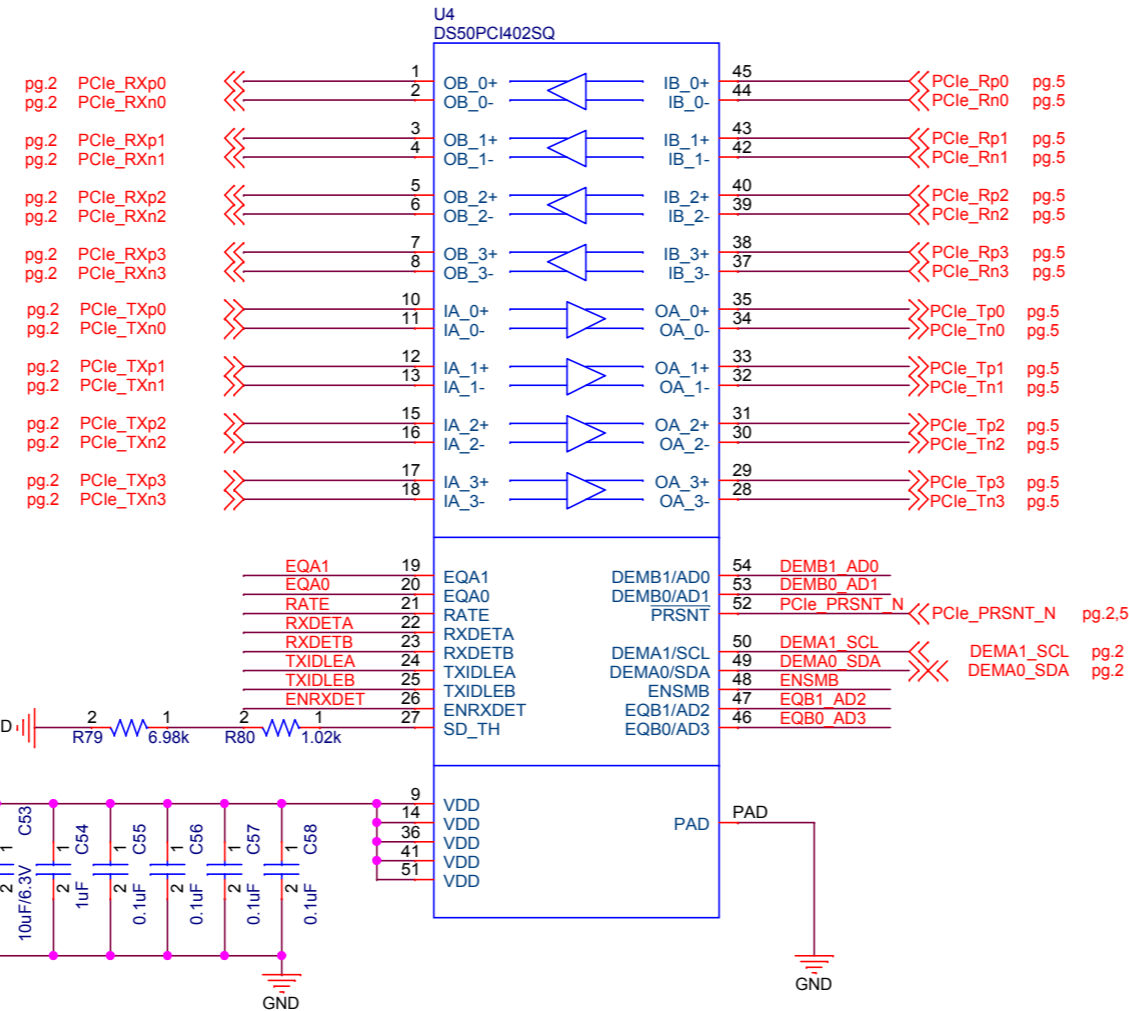 U4
DS50PCI402SQ
pg.2 PCIe_RXp0 1 OB_0+ IB_0+ 45 PCIe_Rp0 pg.5
pg.2 PCIe_RXn0 2 OB_0- IB_0- 44 PCIe_Rn0 pg.5
pg.2 PCIe_RXp1 3 OB_1+ IB_1+ 43 PCIe_Rp1 pg.5
pg.2 PCIe_RXn1 4 OB_1- IB_1- 42 PCIe_Rn1 pg.5
pg.2 PCIe_RXp2 5 OB_2+ IB_2+ 40 PCIe_Rp2 pg.5
pg.2 PCIe_RXn2 6 OB_2- IB_2- 39 PCIe_Rn2 pg.5
pg.2 PCIe_RXp3 7 OB_3+ IB_3+ 38 PCIe_Rp3 pg.5
pg.2 PCIe_RXn3 8 OB_3- IB_3- 37 PCIe_Rn3 pg.5
pg.2 PCIe_TXp0 10 IA_0+ OA_0+ 35 PCIe_Tp0 pg.5
pg.2 PCIe_TXn0 11 IA_0- OA_0- 34 PCIe_Tn0 pg.5
pg.2 PCIe_TXp1 12 IA_1+ OA_1+ 33 PCIe_Tp1 pg.5
pg.2 PCIe_TXn1 13 IA_1- OA_1- 32 PCIe_Tn1 pg.5
pg.2 PCIe_TXp2 15 IA_2+ OA_2+ 31 PCIe_Tp2 pg.5
pg.2 PCIe_TXn2 16 IA_2- OA_2- 30 PCIe_Tn2 pg.5
pg.2 PCIe_TXp3 17 IA_3+ OA_3+ 29 PCIe_Tp3 pg.5
pg.2 PCIe_TXn3 18 IA_3- OA_3- 28 PCIe_Tn3 pg.5
EQA1 19 EQA1 DEMB1/AD0 54 DEMB1_AD0
EQA0 20 EQA0 DEMB0/AD1 53 DEMB0_AD1
RATE 21 RATE PRSNT 52 PCIe_PRSNT_N PCIe_PRSNT_N pg.2,5
RXDETA 22 RXDETA
RXDETB 23 RXDETB DEMA1/SCL 50 DEMA1_SCL DEMA1_SCL pg.2
TXIDLEA 24 TXIDLEA DEMA0/SDA 49 DEMA0_SDA DEMA0_SDA pg.2
TXIDLEB 25 TXIDLEB ENSMB 48 ENSMB
ENRXDET 26 ENRXDET EQB1/AD2 47 EQB1_AD2
D 2 1 2 1 27 SD_TH EQB0/AD3 46 EQB0_AD3
R79 6.98k R80 1.02k
9 VDD
14 VDD PAD PAD
36 VDD
41 VDD
51 VDD
1 2 C53 10uF/6.3V
1 2 C54 1uF
1 2 C55 0.1uF
1 2 C56 0.1uF
1 2 C57 0.1uF
1 2 C58 0.1uF
GND
GND